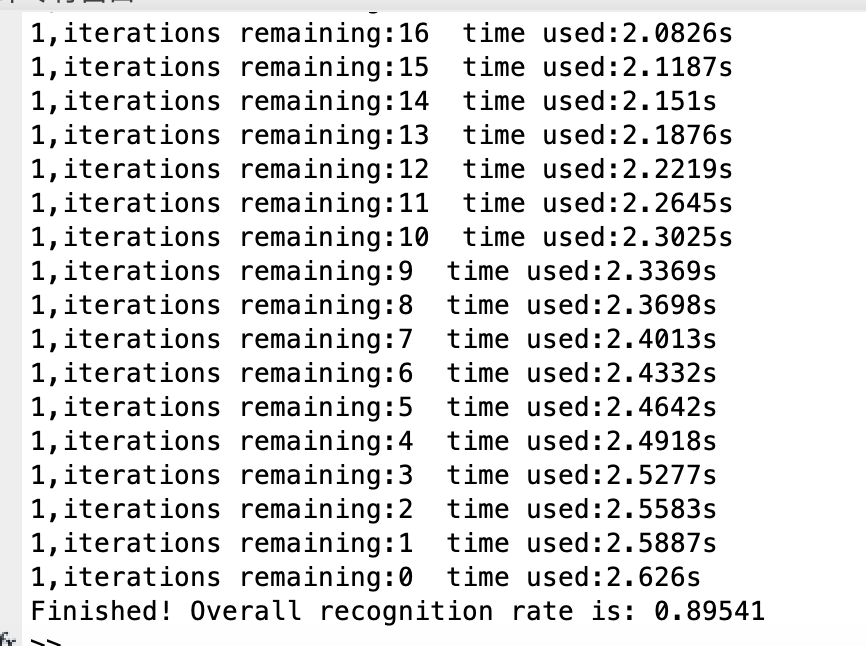 1,iterations remaining:16  time used:2.0826s
1,iterations remaining:15  time used:2.1187s
1,iterations remaining:14  time used:2.151s
1,iterations remaining:13  time used:2.1876s
1,iterations remaining:12  time used:2.2219s
1,iterations remaining:11  time used:2.2645s
1,iterations remaining:10  time used:2.3025s
1,iterations remaining:9  time used:2.3369s
1,iterations remaining:8  time used:2.3698s
1,iterations remaining:7  time used:2.4013s
1,iterations remaining:6  time used:2.4332s
1,iterations remaining:5  time used:2.4642s
1,iterations remaining:4  time used:2.4918s
1,iterations remaining:3  time used:2.5277s
1,iterations remaining:2  time used:2.5583s
1,iterations remaining:1  time used:2.5887s
1,iterations remaining:0  time used:2.626s
Finished! Overall recognition rate is: 0.89541
fx >>